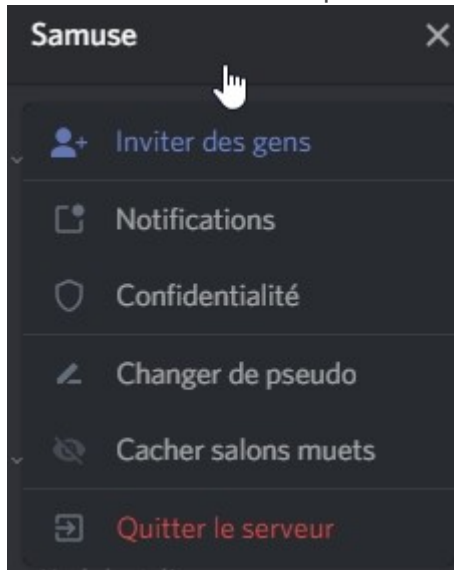 Samuse
Inviter des gens
Notifications
Confidentialité
Changer de pseudo
Cacher salons muets
Quitter le serveur